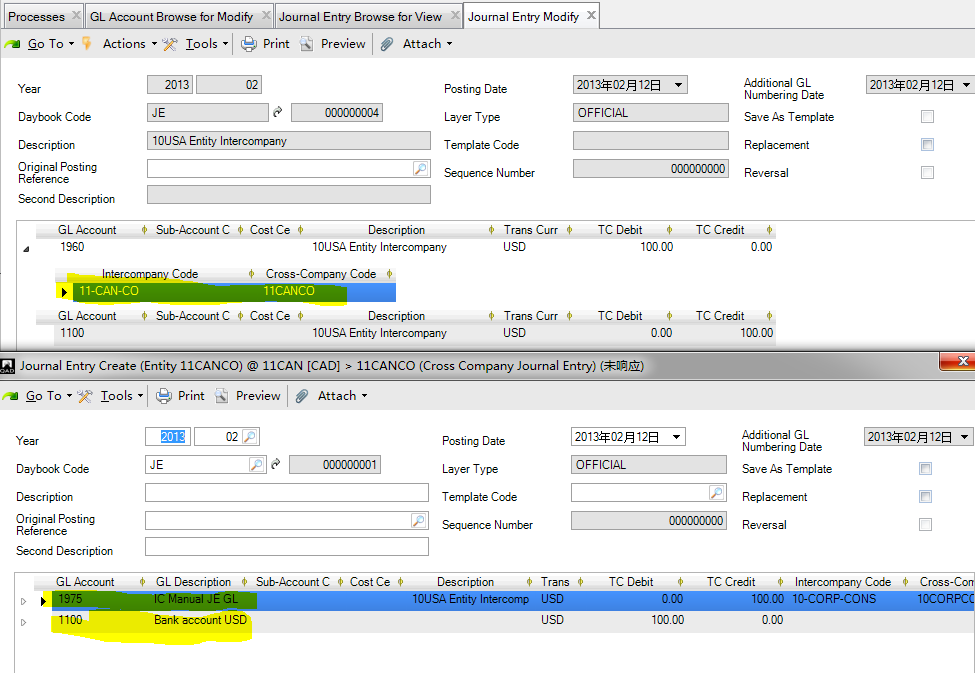 Processes GL Account Browse for Modify Journal Entry Browse for View Journal Entry Modify
Go To Actions Tools Print Preview Attach
Year 2013 02 Posting Date 2013年02月12日 Additional GL Numbering Date 2013年02月12日
Daybook Code JE 000000004 Layer Type OFFICIAL Save As Template
Description 10USA Entity Intercompany Template Code Replacement
Original Posting Reference Sequence Number 000000000 Reversal
Second Description
GL Account Sub-Account C Cost Ce Description Trans Curr TC Debit TC Credit
1960 10USA Entity Intercompany USD 100.00 0.00
Intercompany Code Cross-Company Code
11-CAN-CO 11CANCO
GL Account Sub-Account C Cost Ce Description Trans Curr TC Debit TC Credit
1100 10USA Entity Intercompany USD 0.00 100.00
QAD Journal Entry Create (Entity 11CANCO) @ 11CAN [CAD] > 11CANCO (Cross Company Journal Entry) (未响应)
Go To Tools Print Preview Attach
Year 2013 02 Posting Date 2013年02月12日 Additional GL Numbering Date 2013年02月12日
Daybook Code JE 000000001 Layer Type OFFICIAL Save As Template
Description Template Code Replacement
Original Posting Reference Sequence Number 000000000 Reversal
Second Description
GL Account GL Description Sub-Account C Cost Ce Description Trans TC Debit TC Credit Intercompany Code Cross-Com
1975 IC Manual JE GL 10USA Entity Intercomp USD 0.00 100.00 10-CORP-CONS 10CORPCO
1100 Bank account USD USD 100.00 0.00